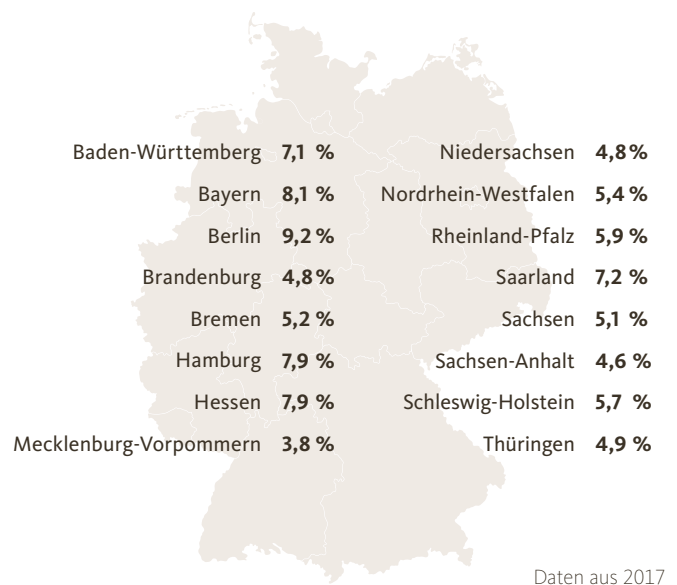 Baden-Württemberg 7,1 %
Bayern 8,1 %
Berlin 9,2 %
Brandenburg 4,8 %
Bremen 5,2 %
Hamburg 7,9 %
Hessen 7,9 %
Mecklenburg-Vorpommern 3,8 %
Niedersachsen 4,8 %
Nordrhein-Westfalen 5,4 %
Rheinland-Pfalz 5,9 %
Saarland 7,2 %
Sachsen 5,1 %
Sachsen-Anhalt 4,6 %
Schleswig-Holstein 5,7 %
Thüringen 4,9 %
Daten aus 2017